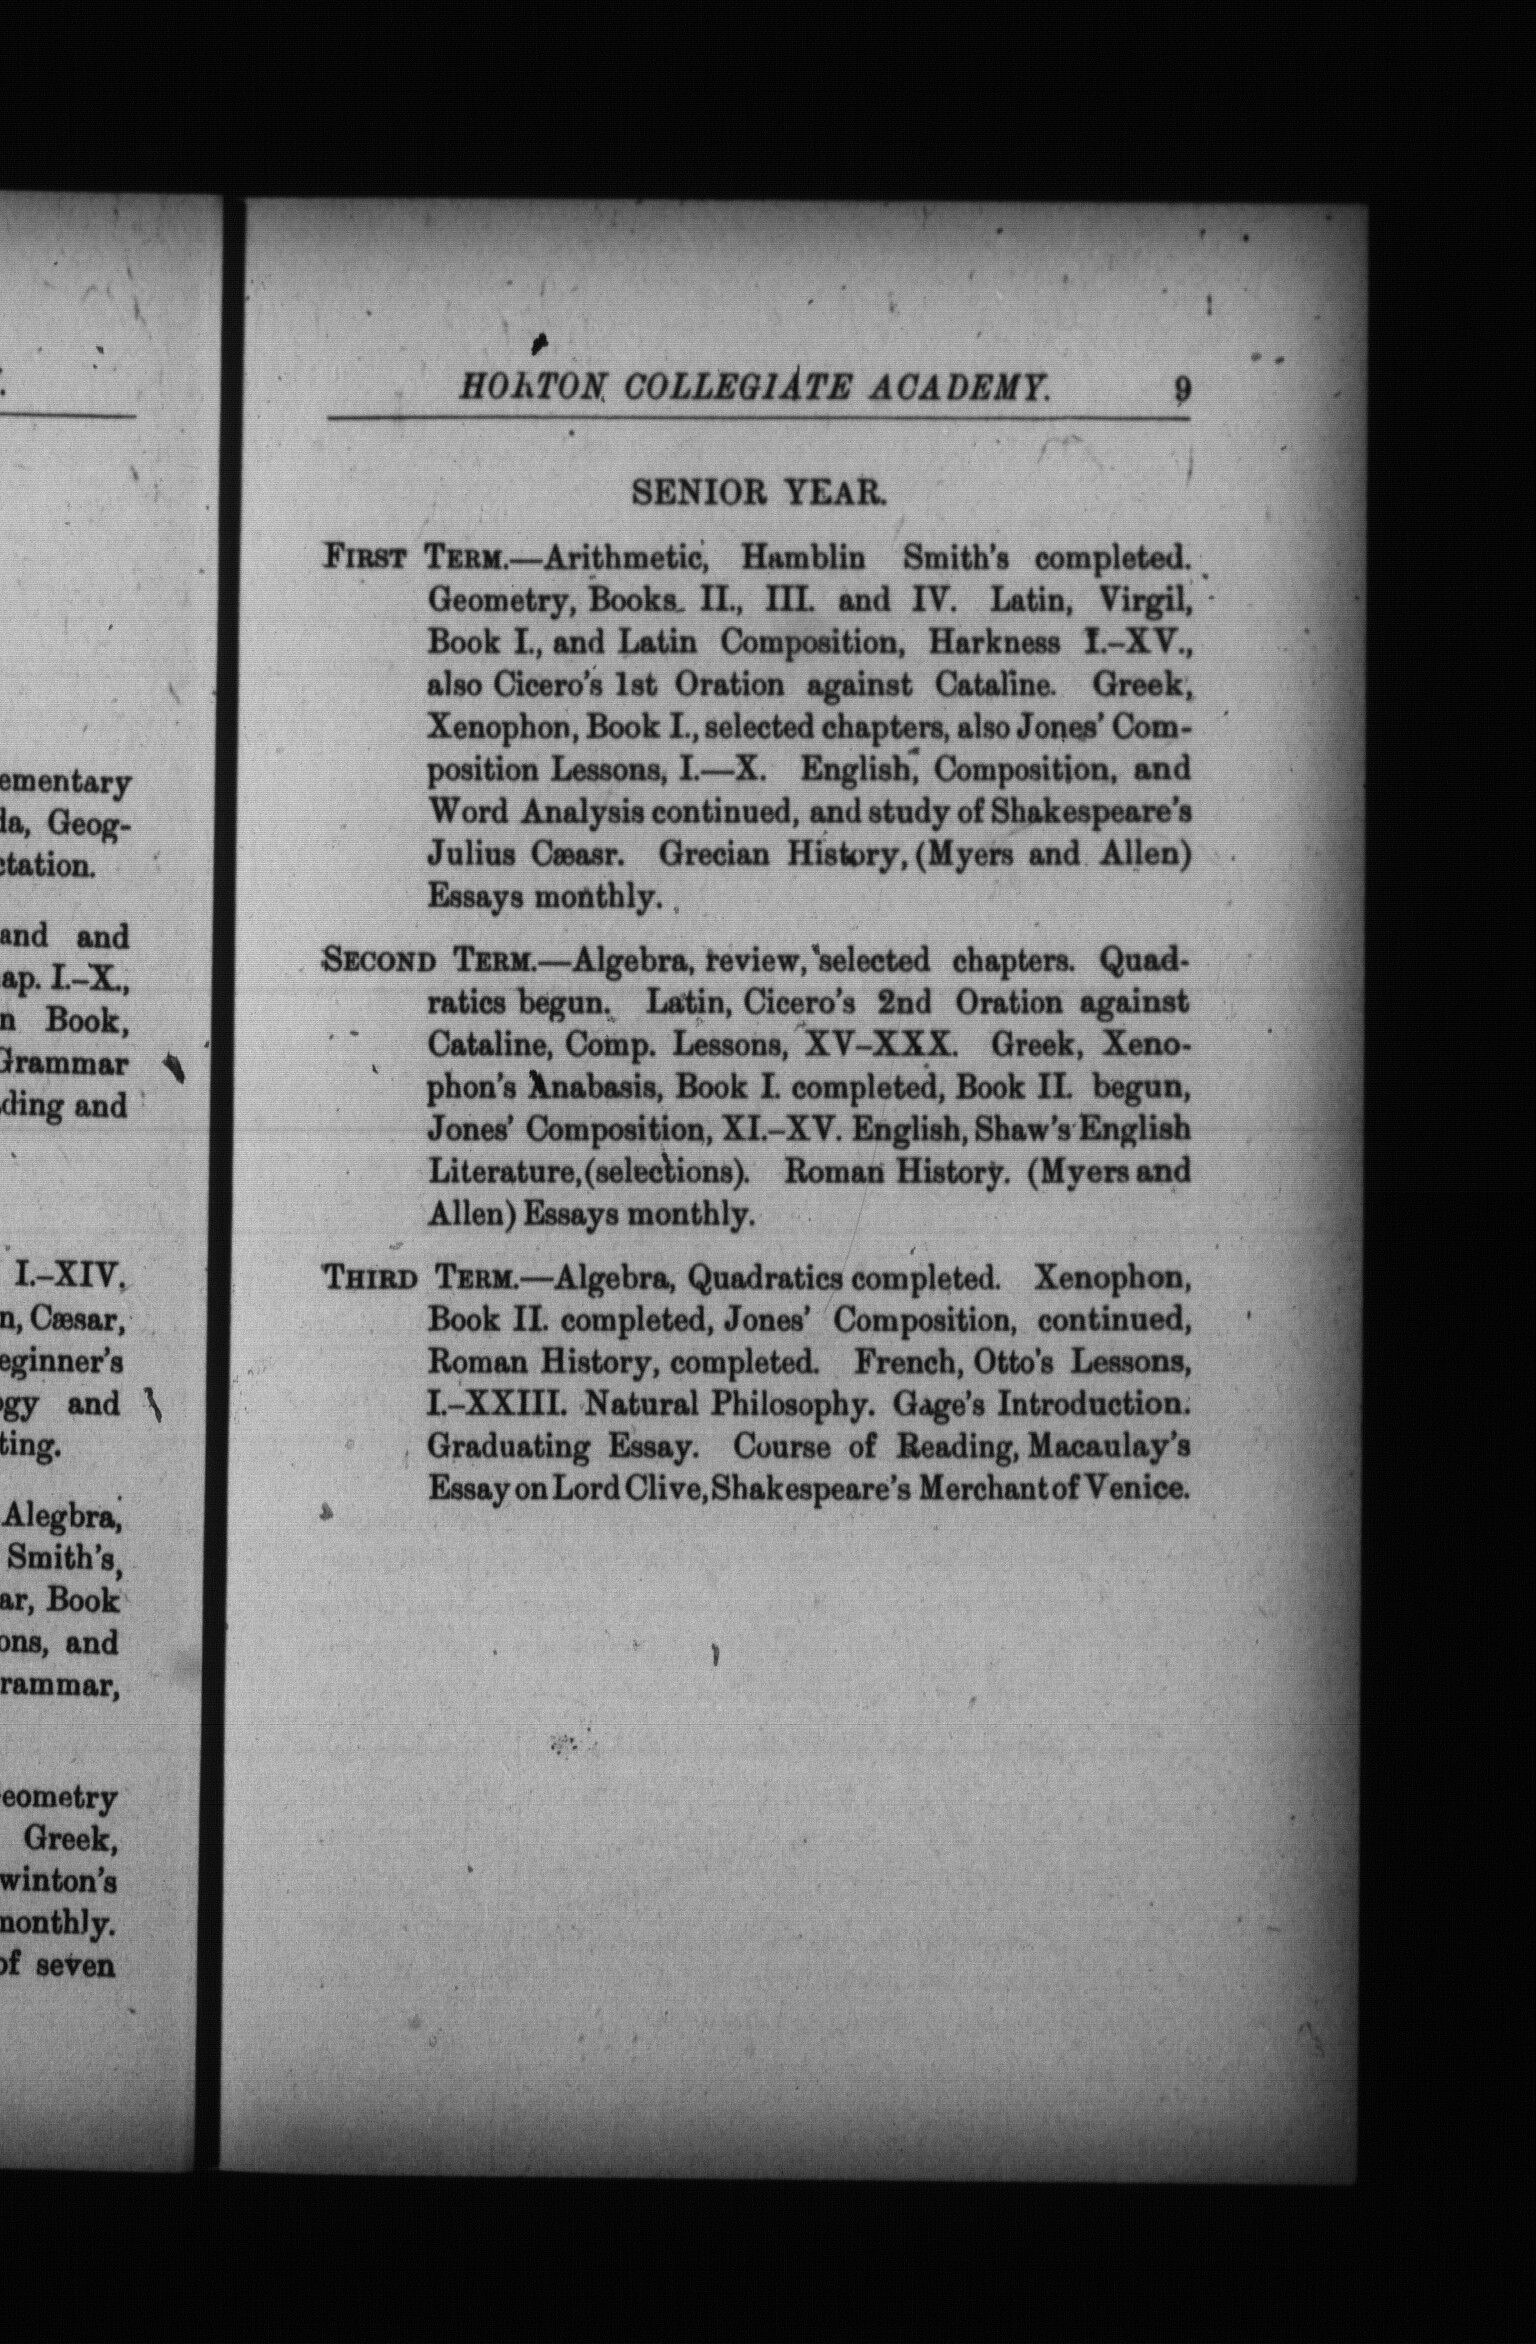 .
ementary
da, Geog-
ctation.
and and
ap. I.–X.,
n Book,
Grammar
ding and
I.–XIV.
n, Cæsar,
eginner's
ogy and
ting.
Alegbra,
Smith's,
ar, Book
ons, and
rammar,
eometry
Greek,
winton's
monthly.
of seven
HORTON COLLEGIATE ACADEMY. 9
SENIOR YEAR.
FIRST TERM.—Arithmetic, Hamblin Smith's completed.
Geometry, Books II., III. and IV. Latin, Virgil,
Book I., and Latin Composition, Harkness I.–XV.,
also Cicero's 1st Oration against Cataline. Greek,
Xenophon, Book I., selected chapters, also Jones' Com-
position Lessons, I.—X. English, Composition, and
Word Analysis continued, and study of Shakespeare's
Julius Cæasr. Grecian History, (Myers and Allen)
Essays monthly.
SECOND TERM.—Algebra, review, selected chapters. Quad-
ratics begun. Latin, Cicero's 2nd Oration against
Cataline, Comp. Lessons, XV–XXX. Greek, Xeno-
phon's Anabasis, Book I. completed, Book II. begun,
Jones' Composition, XI.–XV. English, Shaw's English
Literature, (selections). Roman History. (Myers and
Allen) Essays monthly.
THIRD TERM.—Algebra, Quadratics completed. Xenophon,
Book II. completed, Jones' Composition, continued,
Roman History, completed. French, Otto's Lessons,
I.–XXIII. Natural Philosophy. Gage's Introduction.
Graduating Essay. Course of Reading, Macaulay's
Essay on Lord Clive, Shakespeare's Merchant of Venice.